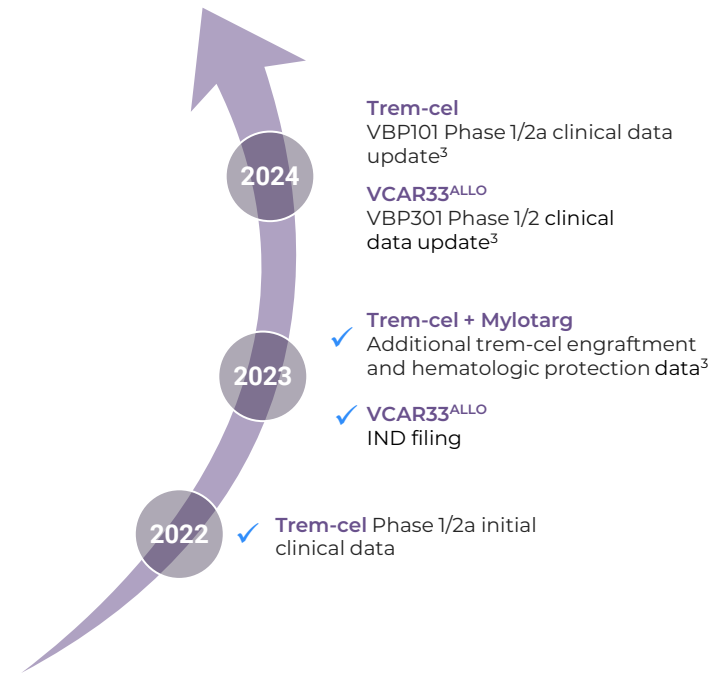 2024
Trem-cel
VBP101 Phase 1/2a clinical data
update³
VCAR33ᴬᴸᴸᴼ
VBP301 Phase 1/2 clinical
data update³
2023
✓ Trem-cel + Mylotarg
Additional trem-cel engraftment
and hematologic protection data³
✓ VCAR33ᴬᴸᴸᴼ
IND filing
2022
✓ Trem-cel Phase 1/2a initial
clinical data